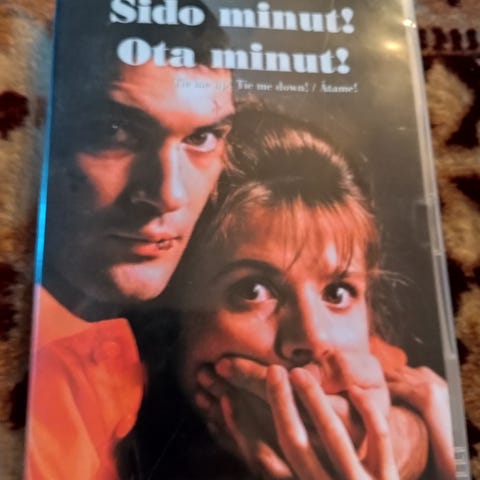 Sido minut!
Ota minut!
Tie me up! Tie me down! / Átame!